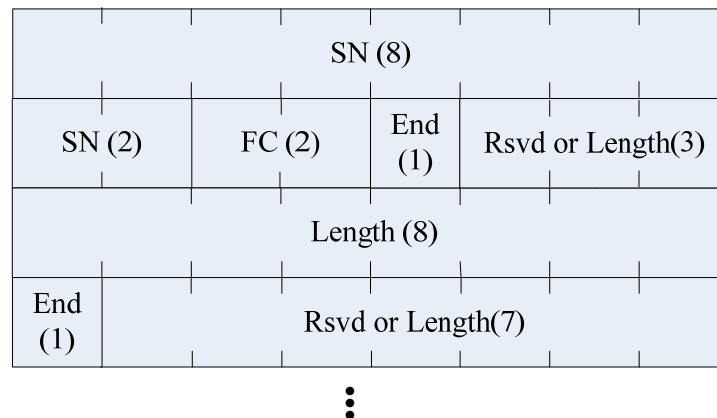 SN (8)
SN (2) FC (2) End (1) Rsvd or Length(3)
Length (8)
End (1) Rsvd or Length(7)